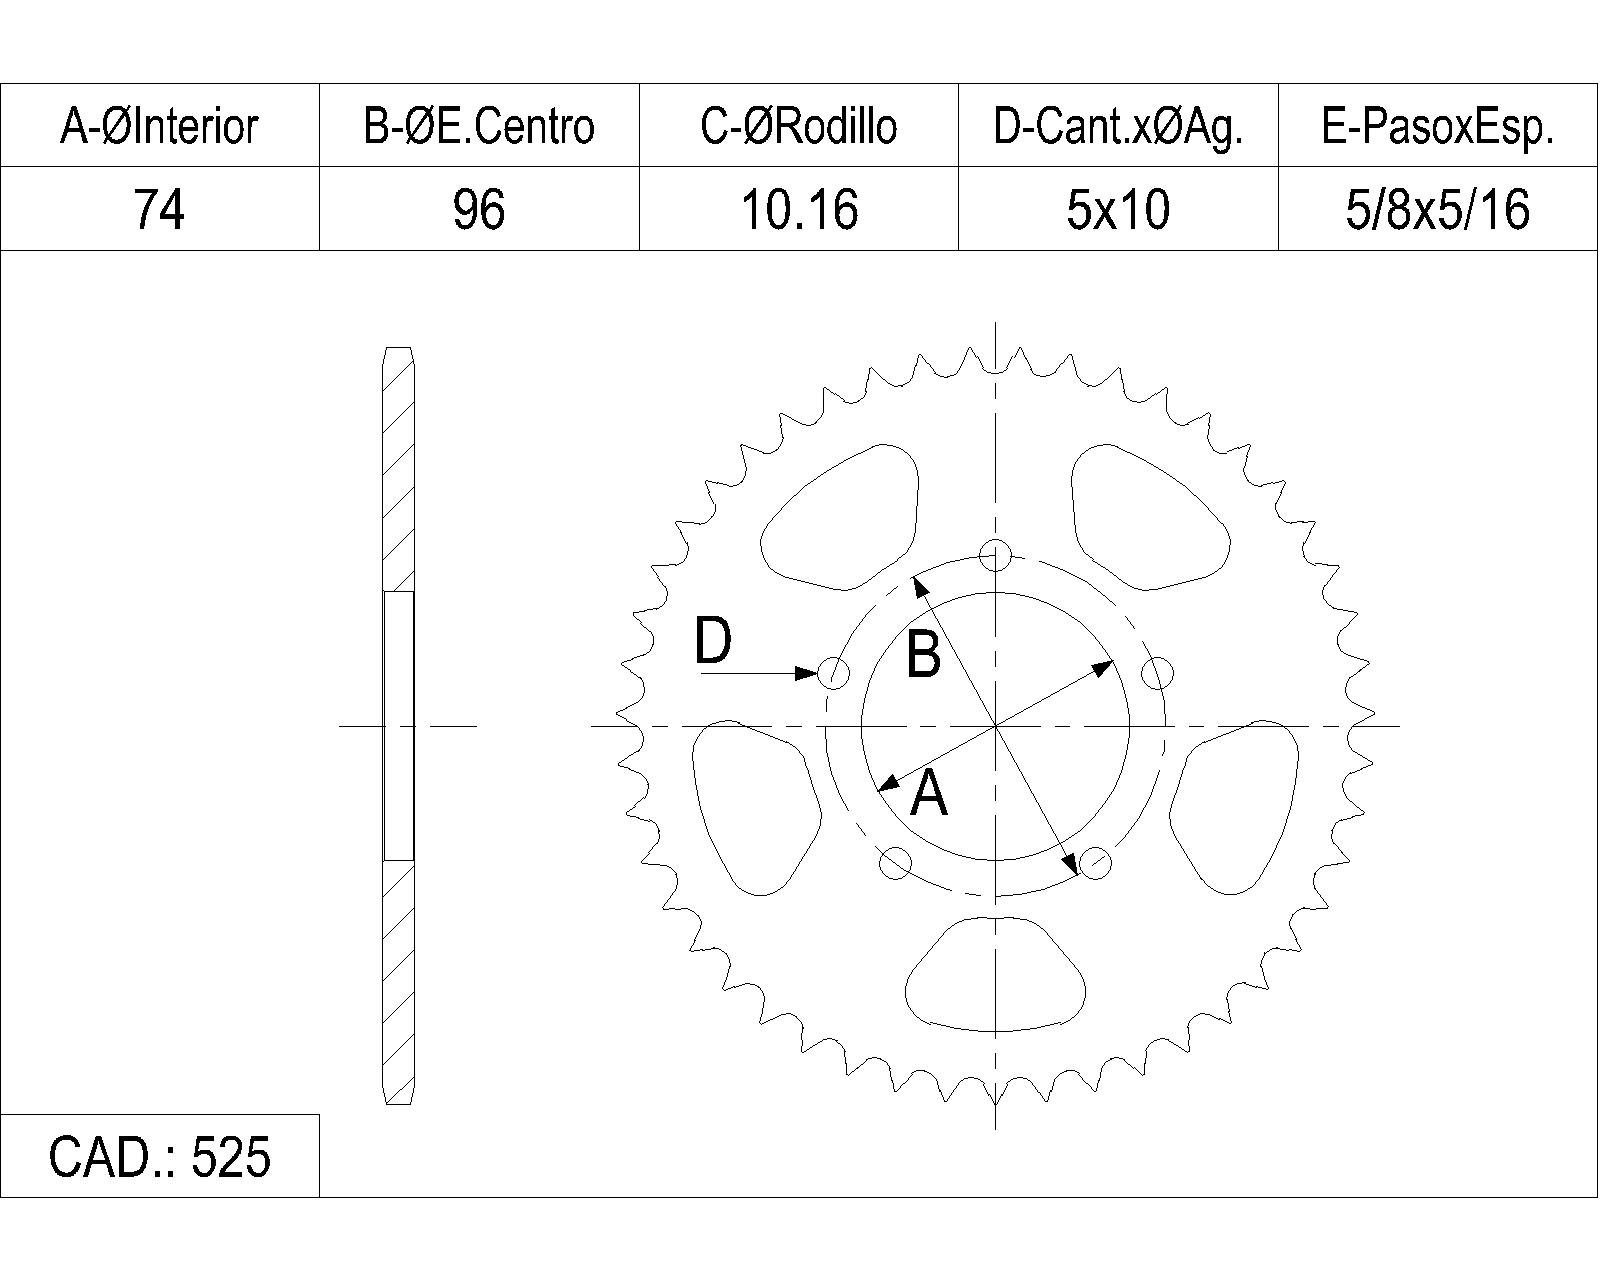 A-ØInterior B-ØE.Centro C-ØRodillo D-Cant.xØAg. E-PasoxEsp.
74 96 10.16 5x10 5/8x5/16
D
B
A
CAD.: 525